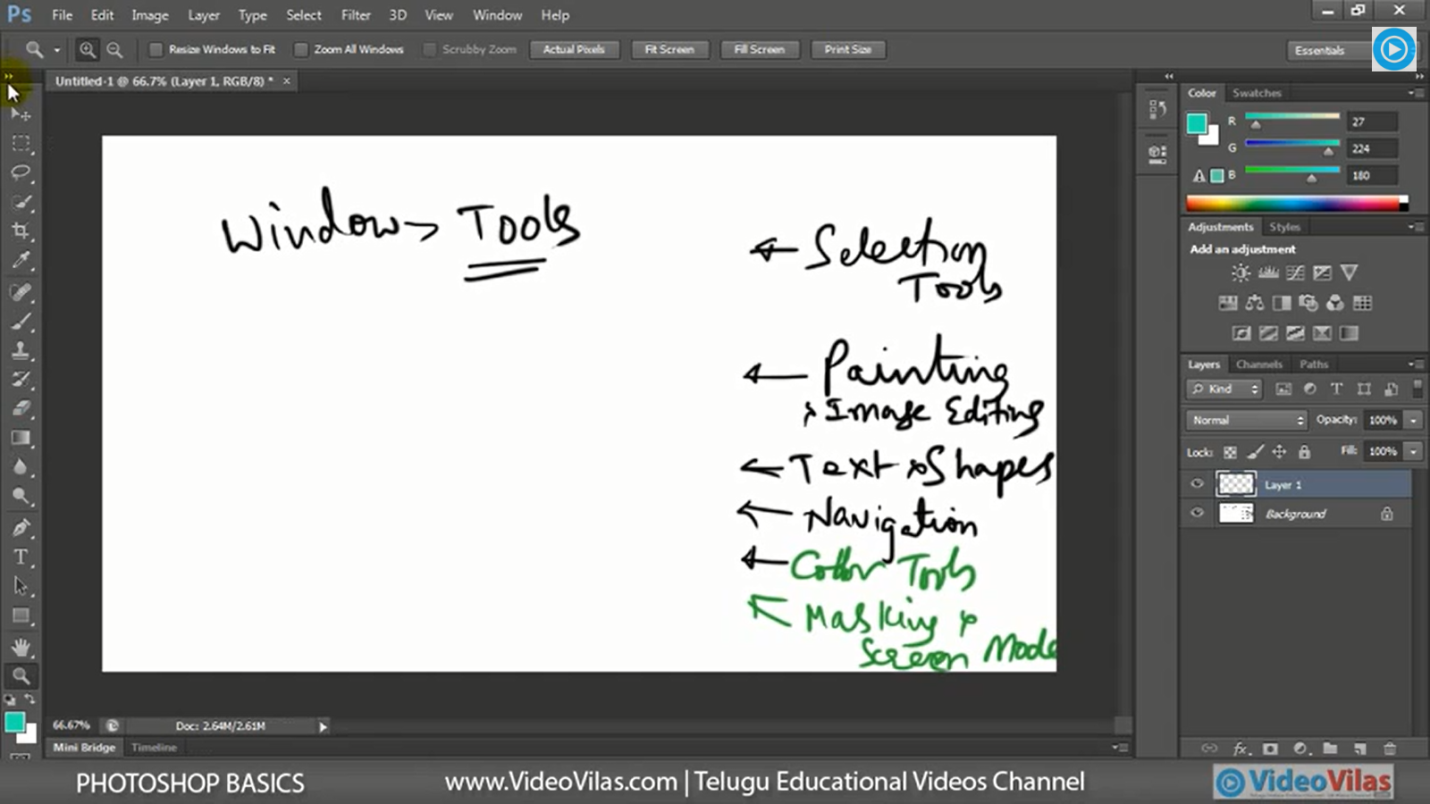 Ps File Edit Image Layer Type Select Filter 3D View Window Help
Resize Windows to Fit Zoom All Windows Scrubby Zoom Actual Pixels Fit Screen Fill Screen Print Size Essentials
Untitled-1 @ 66.7% (Layer 1, RGB/8) * ×
Color Swatches
R 27
G 224
B 180
Adjustments Styles
Add an adjustment
Layers Channels Paths
Kind
Normal Opacity: 100%
Lock: Fill: 100%
Layer 1
Background
Window → Tools
← Selection
Tools
← Painting
& Image Editing
← Text & Shapes
← Navigation
← Color Tools
← Masking &
Screen Mode
66.67% Doc: 2.64M/2.61M
Mini Bridge Timeline
PHOTOSHOP BASICS www.VideoVilas.com | Telugu Educational Videos Channel VideoVilas